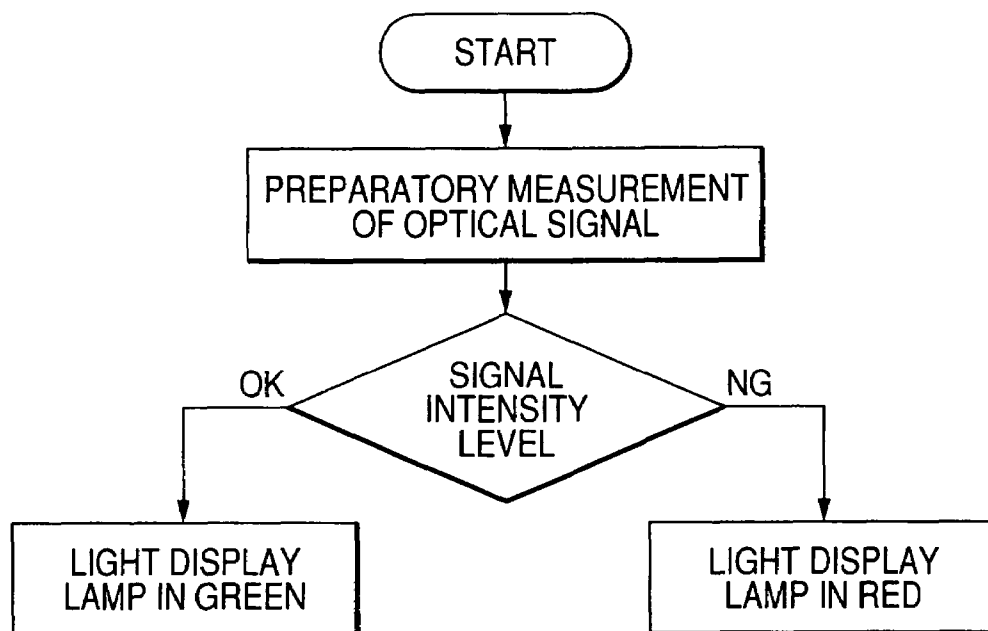 START
PREPARATORY MEASUREMENT
OF OPTICAL SIGNAL
OK
SIGNAL
INTENSITY
LEVEL
NG
LIGHT DISPLAY
LAMP IN GREEN
LIGHT DISPLAY
LAMP IN RED